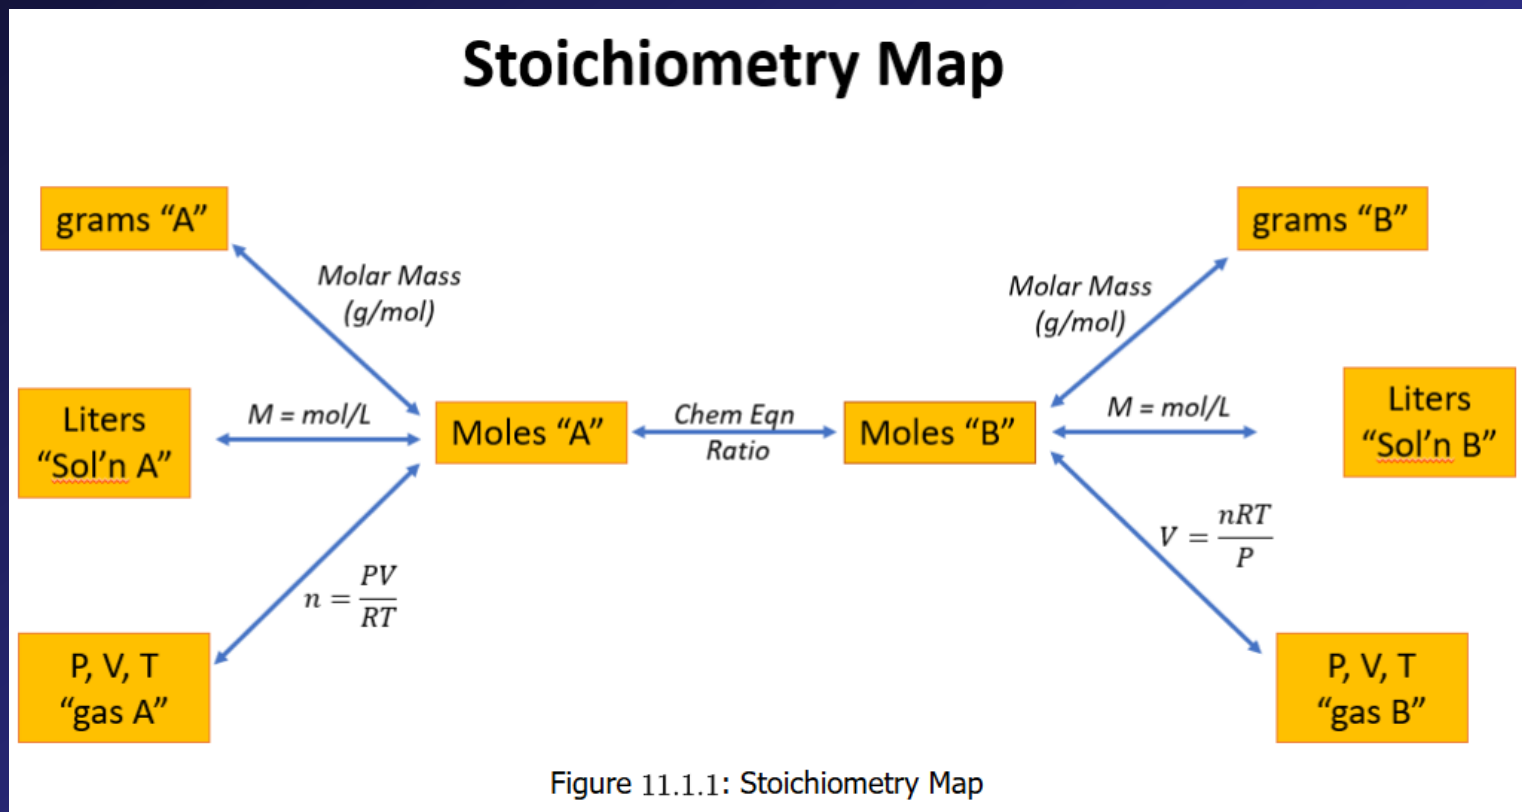 Stoichiometry Map
grams “A”
grams “B”
Molar Mass
(g/mol)
Molar Mass
(g/mol)
Liters
“Sol’n A”
M = mol/L
Moles “A”
Chem Eqn
Ratio
Moles “B”
M = mol/L
Liters
“Sol’n B”
n = PV/RT
V = nRT/P
P, V, T
“gas A”
P, V, T
“gas B”
Figure 11.1.1: Stoichiometry Map